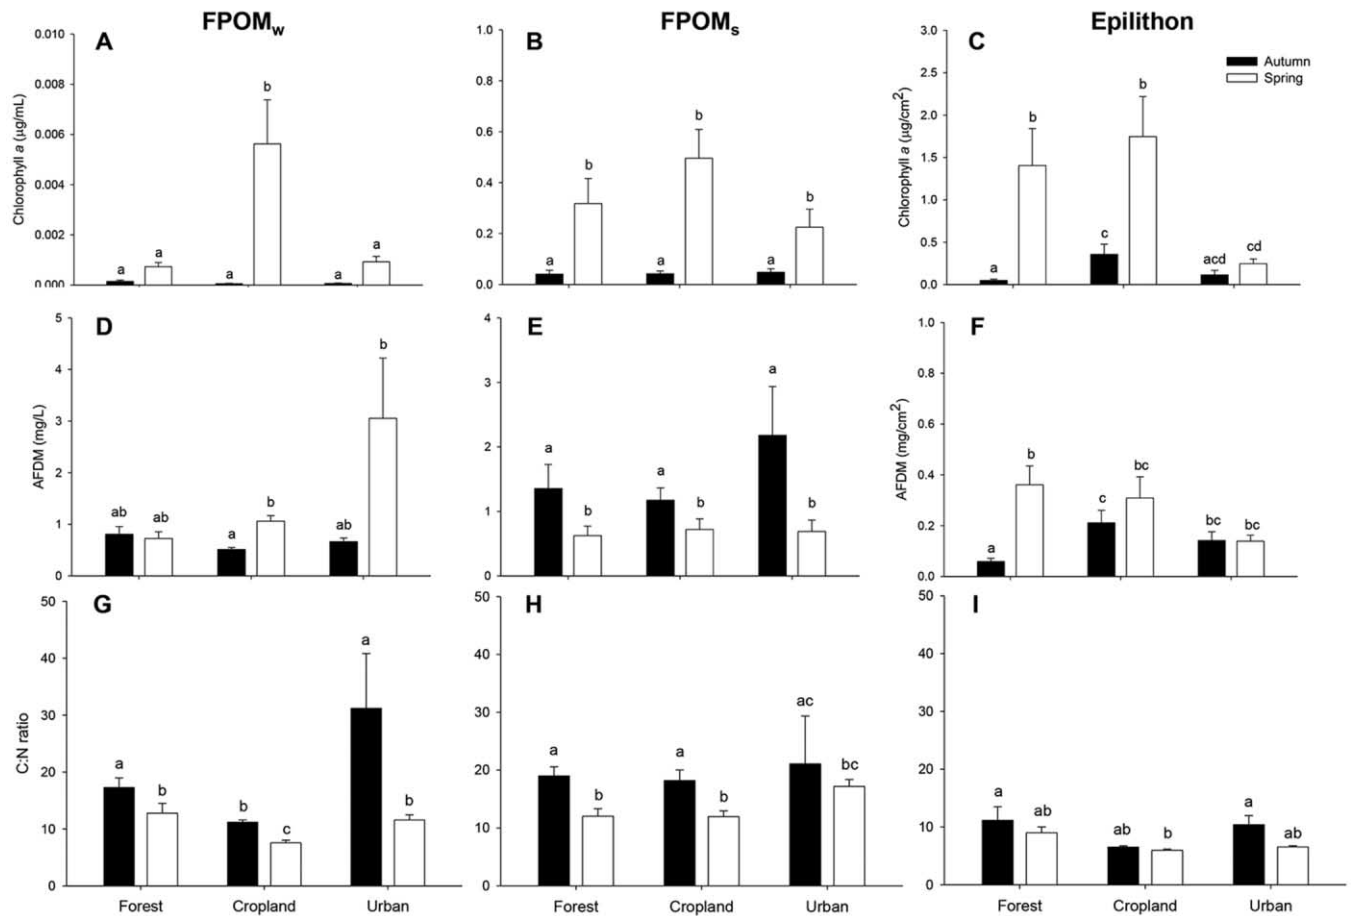 FPOMw FPOMs Epilithon
A
Chlorophyll a (µg/mL)
0.010
0.008
0.006
0.004
0.002
0.000
a a a b a a
B
1.0
0.8
0.6
0.4
0.2
0.0
a b a b a b
C
Chlorophyll a (µg/cm2)
3.0
2.5
2.0
1.5
1.0
0.5
0.0
a b c b acd cd
Autumn
Spring
D
AFDM (mg/L)
5
4
3
2
1
0
ab ab a b ab b
E
4
3
2
1
0
a b a b a b
F
AFDM (mg/cm2)
1.0
0.8
0.6
0.4
0.2
0.0
a b c bc bc bc
G
C:N ratio
50
40
30
20
10
0
a b b c a b
Forest Cropland Urban
H
50
40
30
20
10
0
a b a b ac bc
Forest Cropland Urban
I
50
40
30
20
10
0
a ab ab b a ab
Forest Cropland Urban